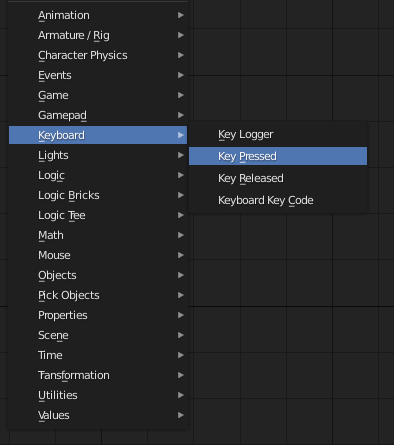 Animation
Armature / Rig
Character Physics
Events
Game
Gamepad
Keyboard
Lights
Logic
Logic Bricks
Logic Tee
Math
Mouse
Objects
Pick Objects
Properties
Scene
Time
Transformation
Utilities
Values
Key Logger
Key Pressed
Key Released
Keyboard Key Code